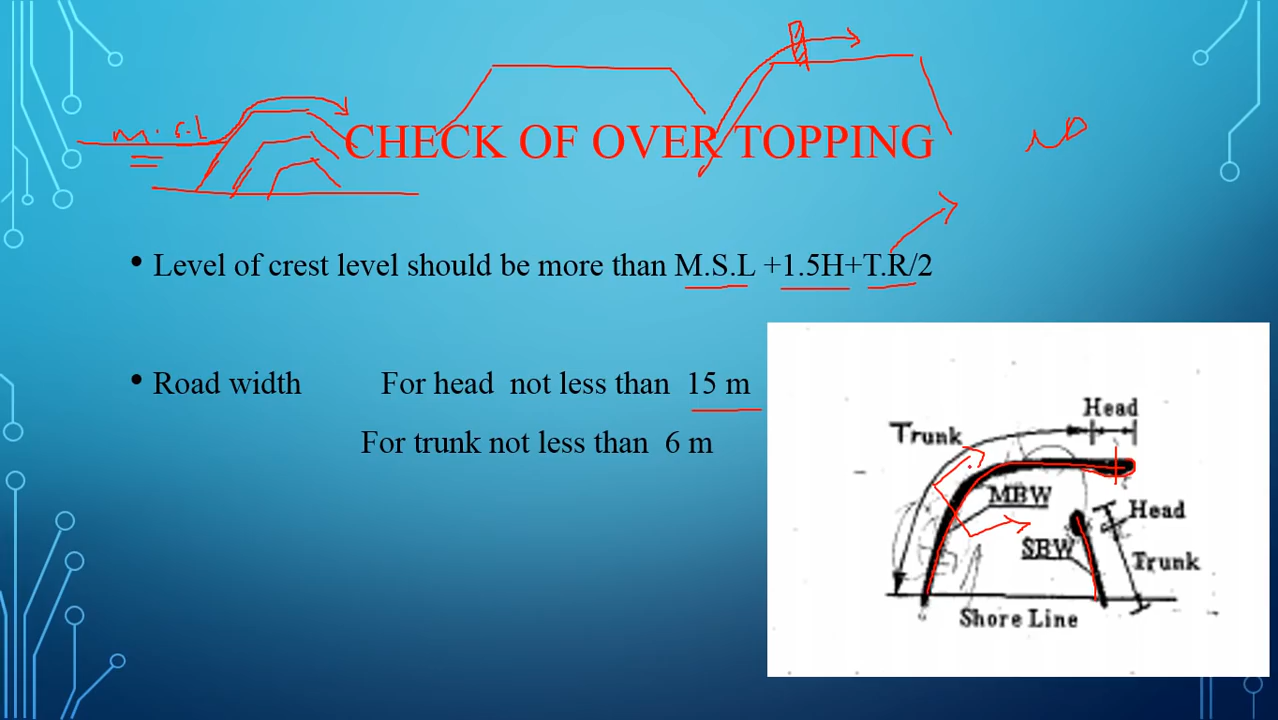 m.s.L
CHECK OF OVER TOPPING
No
• Level of crest level should be more than M.S.L +1.5H+T.R/2
• Road width For head not less than 15 m
For trunk not less than 6 m
Head
Trunk
MBW
Head
SBW
Trunk
Shore Line